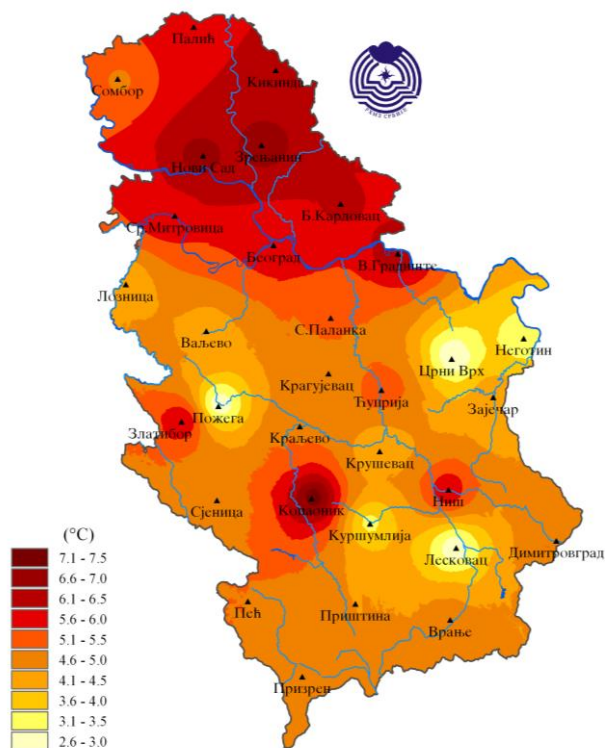 Палић
Кикинда
Сомбор
Зрењанин
Нови Сад
Б.Карловац
Ср.Митровица
Београд
В.Градиште
Лозница
С.Паланка
Ваљево
Неготин
Црни Врх
Крагујевац
Ћуприја
Зајечар
Пожега
Златибор
Краљево
Крушевац
Ниш
Сјеница
Копаоник
Куршумлија
Лесковац
Димитровград
Пећ
Приштина
Врање
Призрен
(°C)
7.1 - 7.5
6.6 - 7.0
6.1 - 6.5
5.6 - 6.0
5.1 - 5.5
4.6 - 5.0
4.1 - 4.5
3.6 - 4.0
3.1 - 3.5
2.6 - 3.0